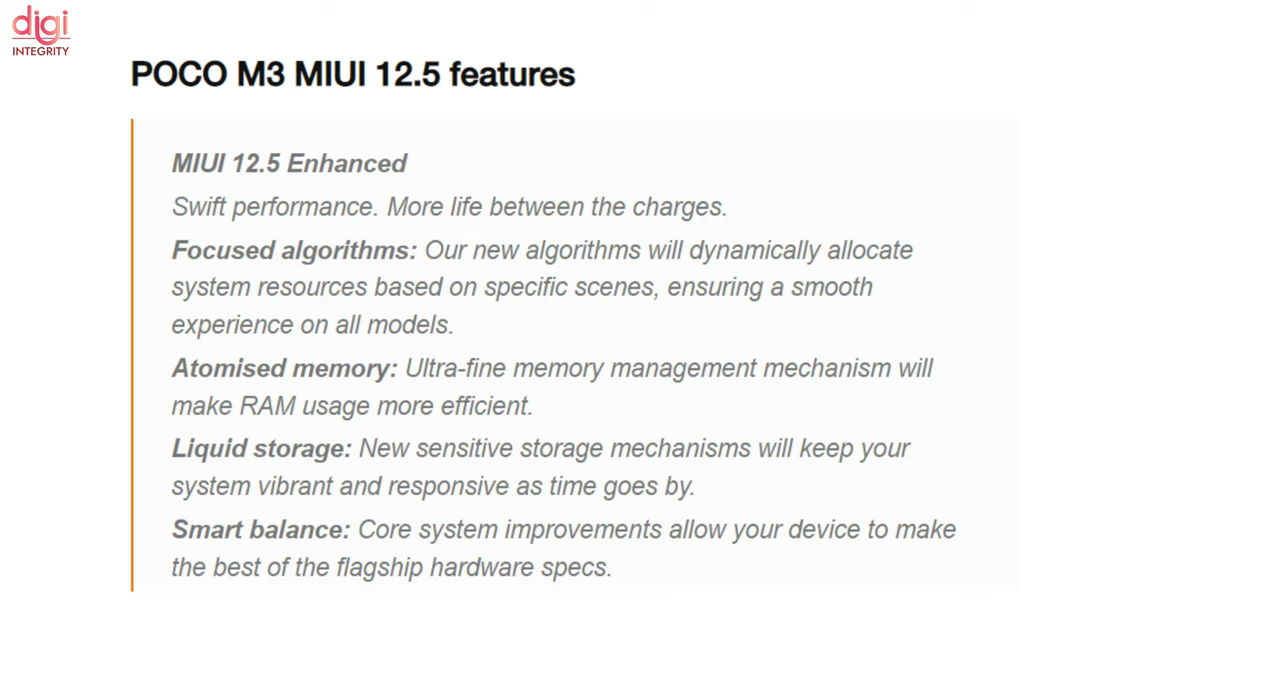 digi
INTEGRITY
POCO M3 MIUI 12.5 features
MIUI 12.5 Enhanced
Swift performance. More life between the charges.
Focused algorithms: Our new algorithms will dynamically allocate
system resources based on specific scenes, ensuring a smooth
experience on all models.
Atomised memory: Ultra-fine memory management mechanism will
make RAM usage more efficient.
Liquid storage: New sensitive storage mechanisms will keep your
system vibrant and responsive as time goes by.
Smart balance: Core system improvements allow your device to make
the best of the flagship hardware specs.